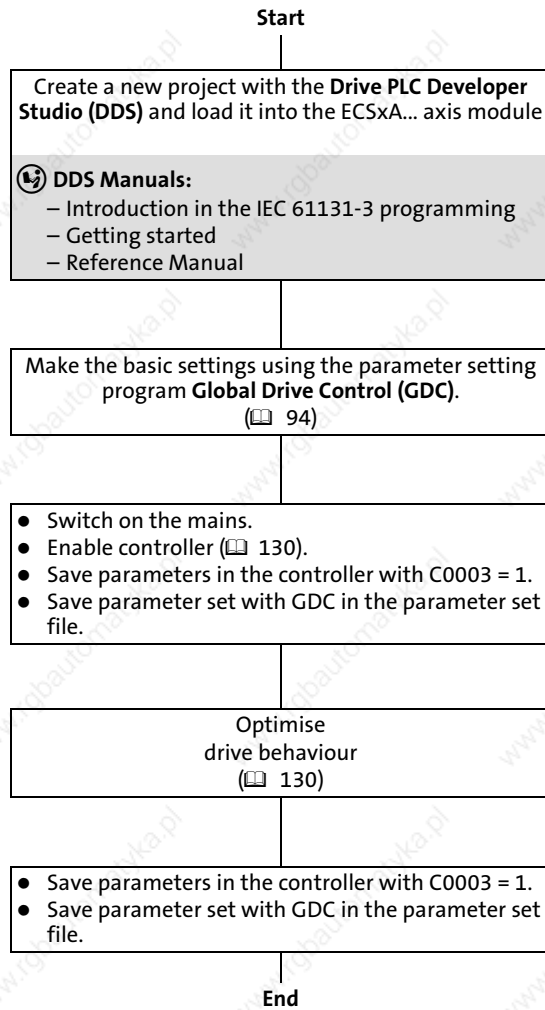 Start
Create a new project with the Drive PLC Developer
Studio (DDS) and load it into the ECSxA... axis module
DDS Manuals:
– Introduction in the IEC 61131-3 programming
– Getting started
– Reference Manual
Make the basic settings using the parameter setting
program Global Drive Control (GDC).
(📖 94)
● Switch on the mains.
● Enable controller (📖 130).
● Save parameters in the controller with C0003 = 1.
● Save parameter set with GDC in the parameter set
file.
Optimise
drive behaviour
(📖 130)
● Save parameters in the controller with C0003 = 1.
● Save parameter set with GDC in the parameter set
file.
End
www.rgbautomatyka.pl